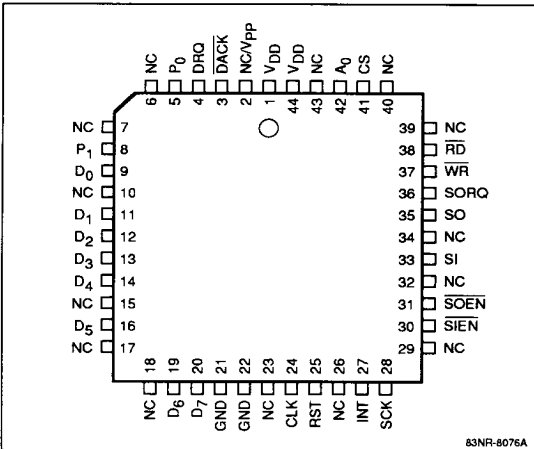 NC
P0
DRQ
DACK
NC/VPP
VDD
VDD
NC
A0
CS
NC
6 5 4 3 2 1 44 43 42 41 40
NC 7
P1 8
D0 9
NC 10
D1 11
D2 12
D3 13
D4 14
NC 15
D5 16
NC 17
39 NC
38 RD
37 WR
36 SORQ
35 SO
34 NC
33 SI
32 NC
31 SOEN
30 SIEN
29 NC
18 19 20 21 22 23 24 25 26 27 28
NC
D6
D7
GND
GND
NC
CLK
RST
NC
INT
SCK
83NR-8076A